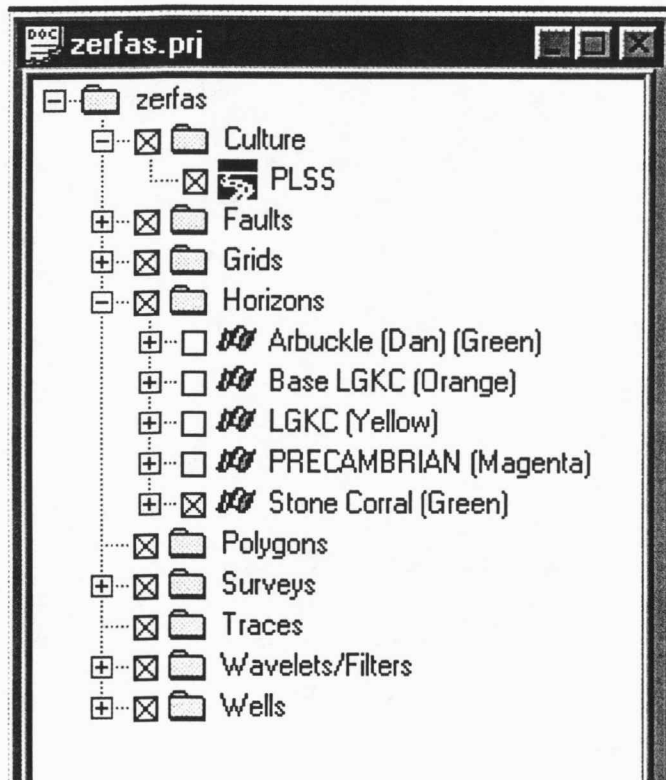 DOC zerfas.prj
zerfas
Culture
PLSS
Faults
Grids
Horizons
Arbuckle (Dan) (Green)
Base LGKC (Orange)
LGKC (Yellow)
PRECAMBRIAN (Magenta)
Stone Corral (Green)
Polygons
Surveys
Traces
Wavelets/Filters
Wells